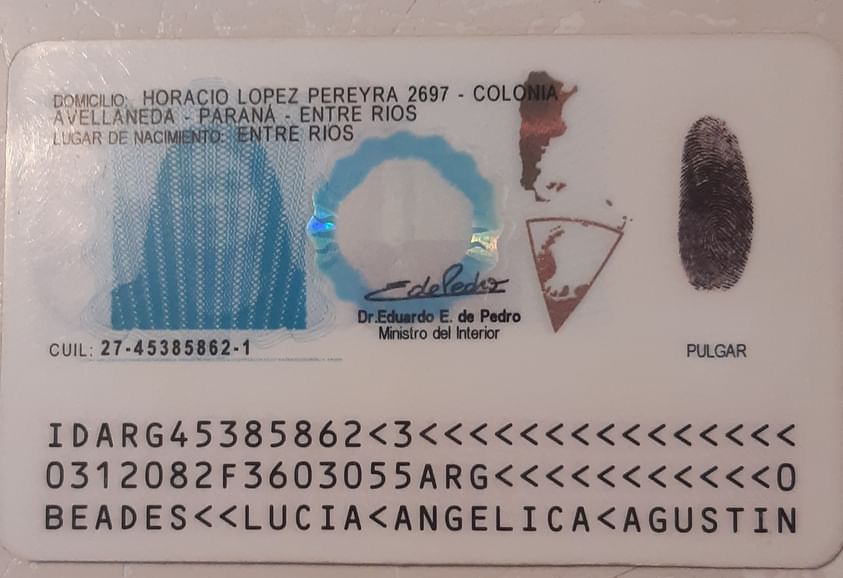 DOMICILIO: HORACIO LOPEZ PEREYRA 2697 - COLONIA
AVELLANEDA - PARANÁ - ENTRE RIOS
LUGAR DE NACIMIENTO: ENTRE RIOS
EdePedro
Dr.Eduardo E. de Pedro
Ministro del Interior
CUIL: 27-45385862-1
PULGAR
IDARG45385862<3<<<<<<<<<<<<<<<
0312082F3603055ARG<<<<<<<<<<<0
BEADES<<LUCIA<ANGELICA<AGUSTIN